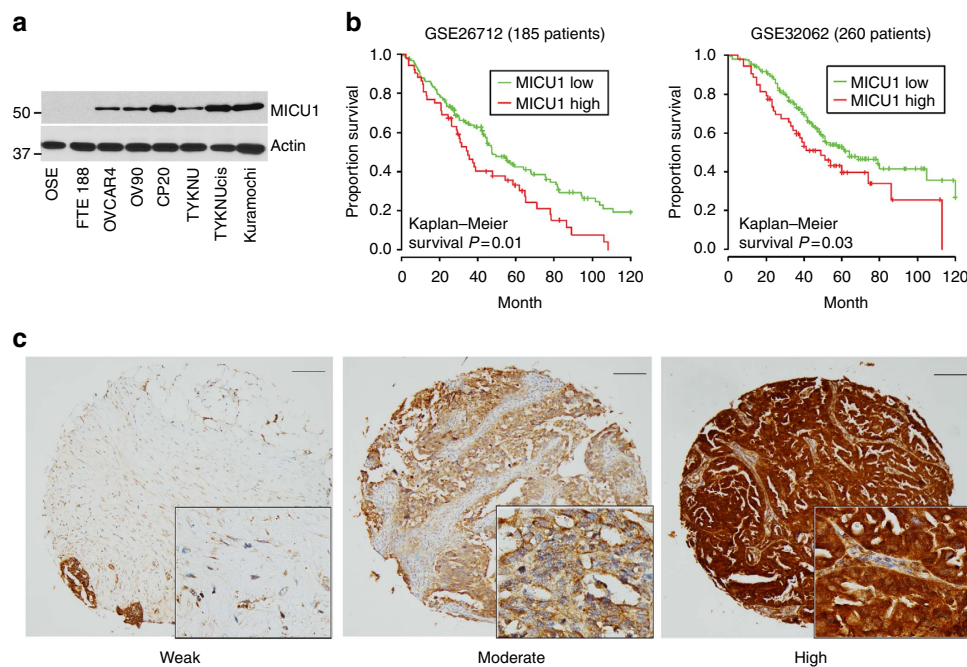 a
50
37
MICU1
Actin
OSE
FTE 188
OVCAR4
OV90
CP20
TYKNU
TYKNUcis
Kuramochi
b
GSE26712 (185 patients)
Proportion survival
1.0
0.8
0.6
0.4
0.2
0.0
MICU1 low
MICU1 high
Kaplan–Meier
survival P=0.01
0 20 40 60 80 100 120
Month
GSE32062 (260 patients)
Proportion survival
1.0
0.8
0.6
0.4
0.2
0.0
MICU1 low
MICU1 high
Kaplan–Meier
survival P=0.03
0 20 40 60 80 100 120
Month
c
Weak
Moderate
High